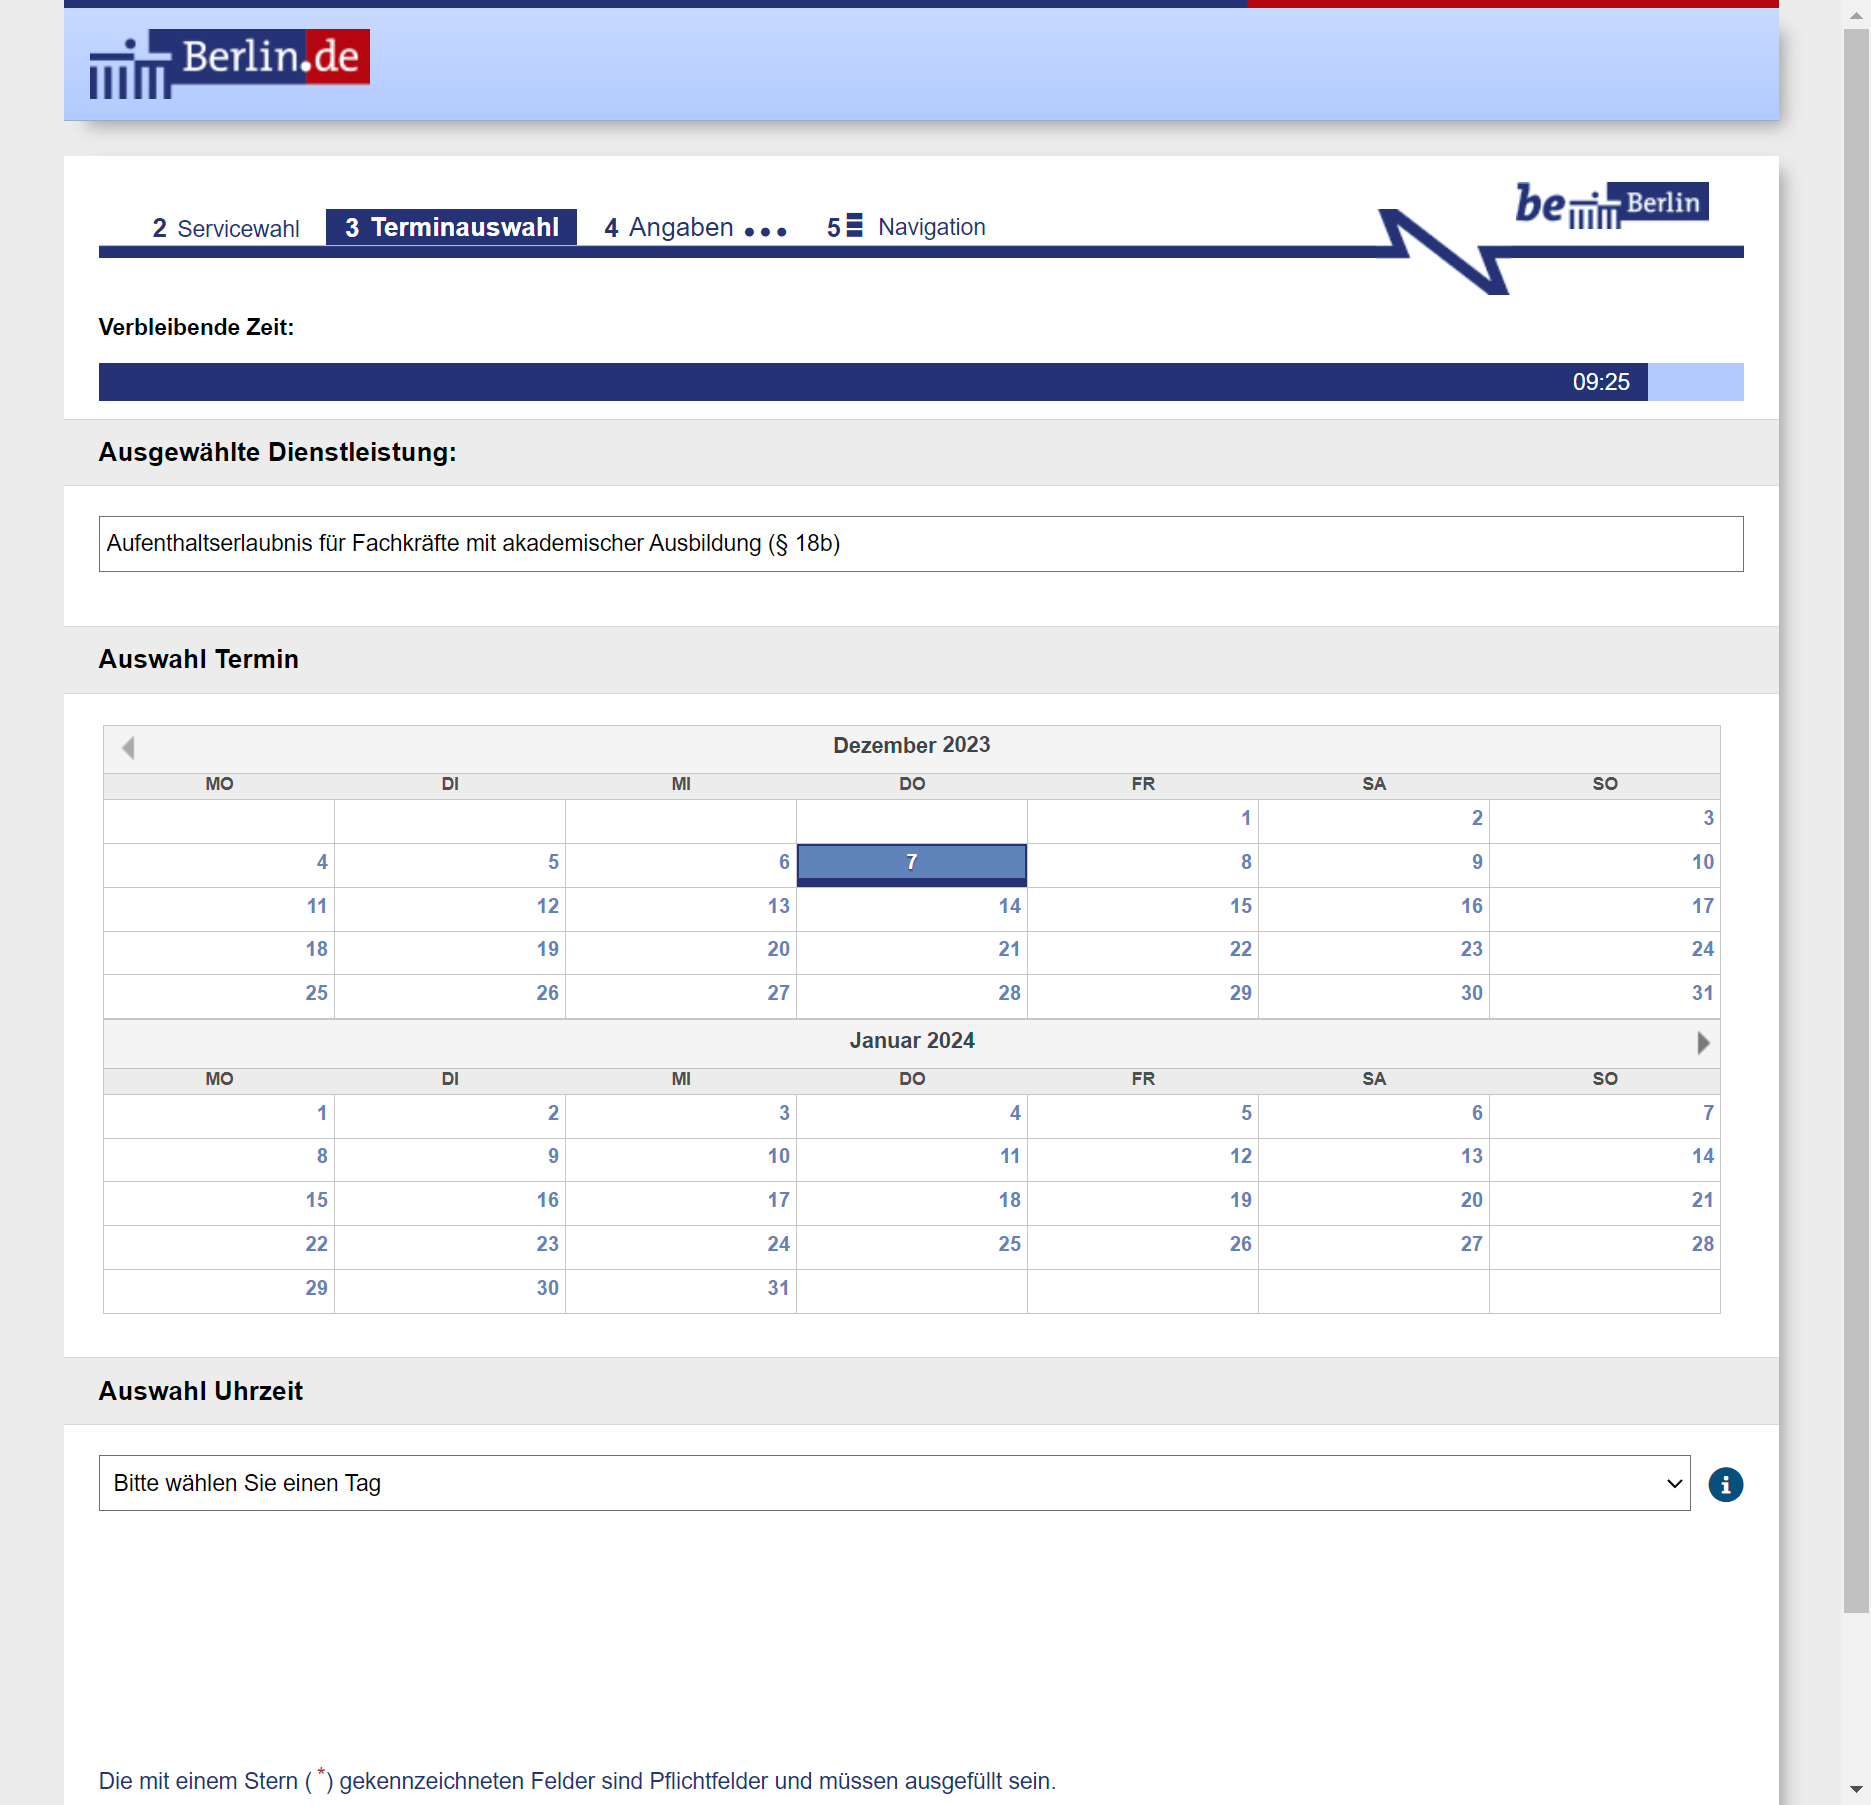 Berlin.de
be Berlin
2 Servicewahl 3 Terminauswahl 4 Angaben ... 5 Navigation
Verbleibende Zeit:
09:25
Ausgewählte Dienstleistung:
Aufenthaltserlaubnis für Fachkräfte mit akademischer Ausbildung (§ 18b)
Auswahl Termin
Dezember 2023
MO DI MI DO FR SA SO
1 2 3
4 5 6 7 8 9 10
11 12 13 14 15 16 17
18 19 20 21 22 23 24
25 26 27 28 29 30 31
Januar 2024
MO DI MI DO FR SA SO
1 2 3 4 5 6 7
8 9 10 11 12 13 14
15 16 17 18 19 20 21
22 23 24 25 26 27 28
29 30 31
Auswahl Uhrzeit
Bitte wählen Sie einen Tag
i
Die mit einem Stern ( *) gekennzeichneten Felder sind Pflichtfelder und müssen ausgefüllt sein.